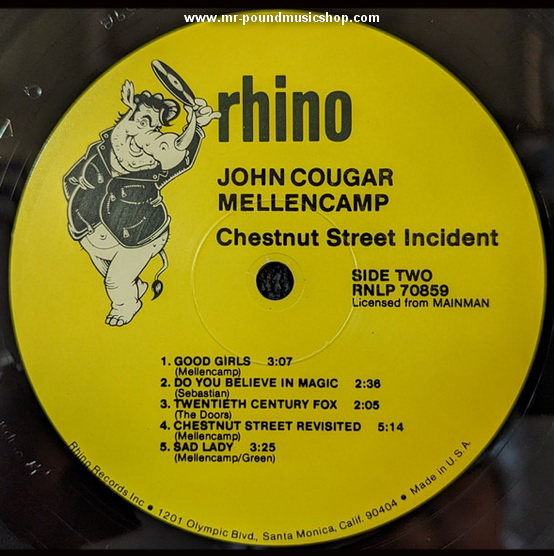 www.mr-poundmusicshop.com
rhino
JOHN COUGAR
MELLENCAMP
Chestnut Street Incident
SIDE TWO
RNLP 70859
Licensed from MAINMAN
1. GOOD GIRLS 3:07
(Mellencamp)
2. DO YOU BELIEVE IN MAGIC 2:36
(Sebastian)
3. TWENTIETH CENTURY FOX 2:05
(The Doors)
4. CHESTNUT STREET REVISITED 5:14
(Mellencamp)
5. SAD LADY 3:25
(Mellencamp/Green)
Rhino Records Inc • 1201 Olympic Blvd., Santa Monica, Calif. 90404 • Made in U.S.A.